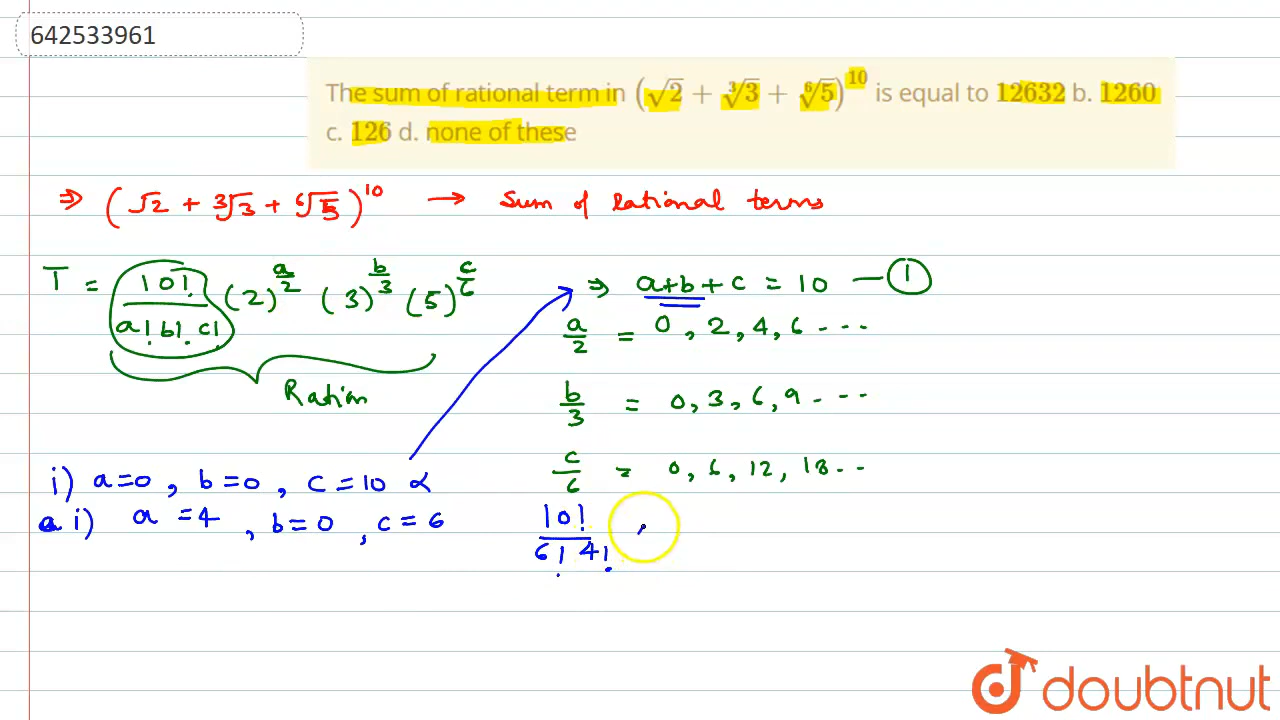 642533961
The sum of rational term in (√2 + ∛3 + ⁶√5)¹⁰ is equal to 12632 b. 1260
c. 126 d. none of these
⇒ (√2 + ∛3 + ⁶√5)¹⁰ → Sum of Rational terms
T = 10!/(a! b! c!) (2)^(a/2) (3)^(b/3) (5)^(c/6) ⇒ a+b+c = 10 — ①
a/2 = 0, 2, 4, 6 ---
b/3 = 0, 3, 6, 9 ---
Ration
c/6 = 0, 6, 12, 18 --
i) a=0, b=0, c=10 α
i) a=4, b=0, c=6 10!/(6! 4!)
doubtnut